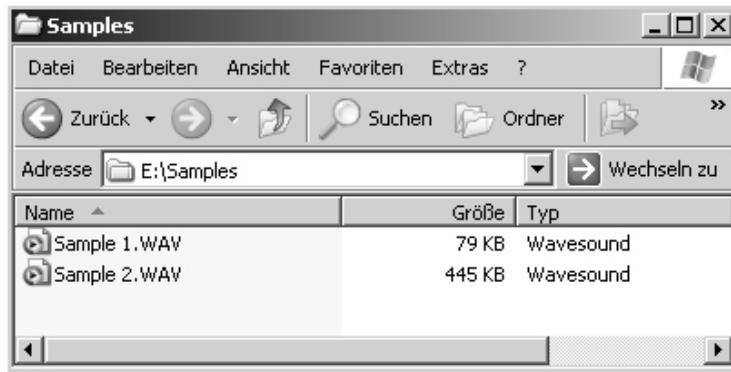 Samples
Datei Bearbeiten Ansicht Favoriten Extras ?
Zurück Suchen Ordner »
Adresse E:\Samples Wechseln zu
Name Größe Typ
Sample 1.WAV 79 KB Wavesound
Sample 2.WAV 445 KB Wavesound